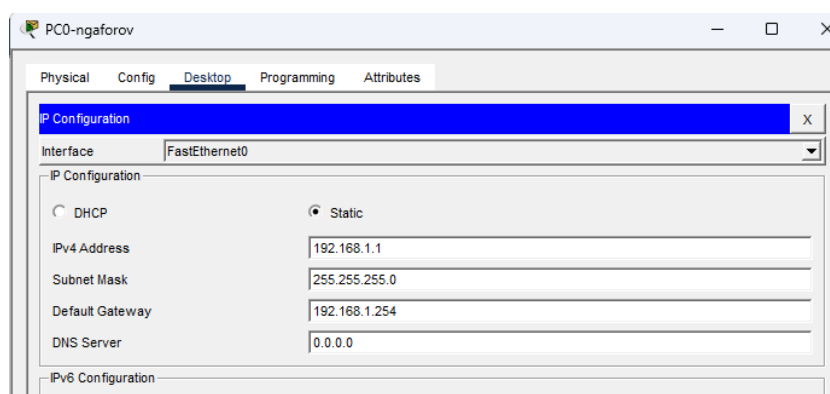 PC0-ngaforov
Physical Config Desktop Programming Attributes
IP Configuration X
Interface FastEthernet0
IP Configuration
DHCP Static
IPv4 Address 192.168.1.1
Subnet Mask 255.255.255.0
Default Gateway 192.168.1.254
DNS Server 0.0.0.0
IPv6 Configuration